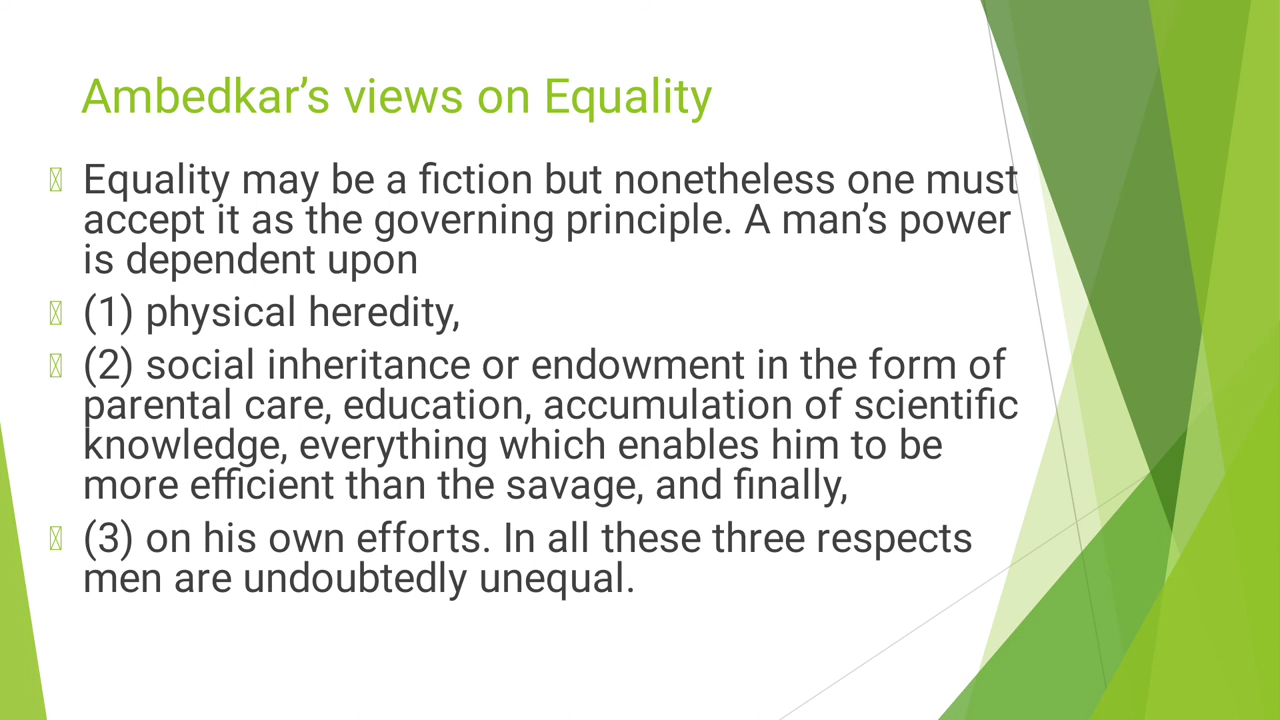 Ambedkar’s views on Equality
Equality may be a fiction but nonetheless one must
accept it as the governing principle. A man’s power
is dependent upon
(1) physical heredity,
(2) social inheritance or endowment in the form of
parental care, education, accumulation of scientific
knowledge, everything which enables him to be
more efficient than the savage, and finally,
(3) on his own efforts. In all these three respects
men are undoubtedly unequal.